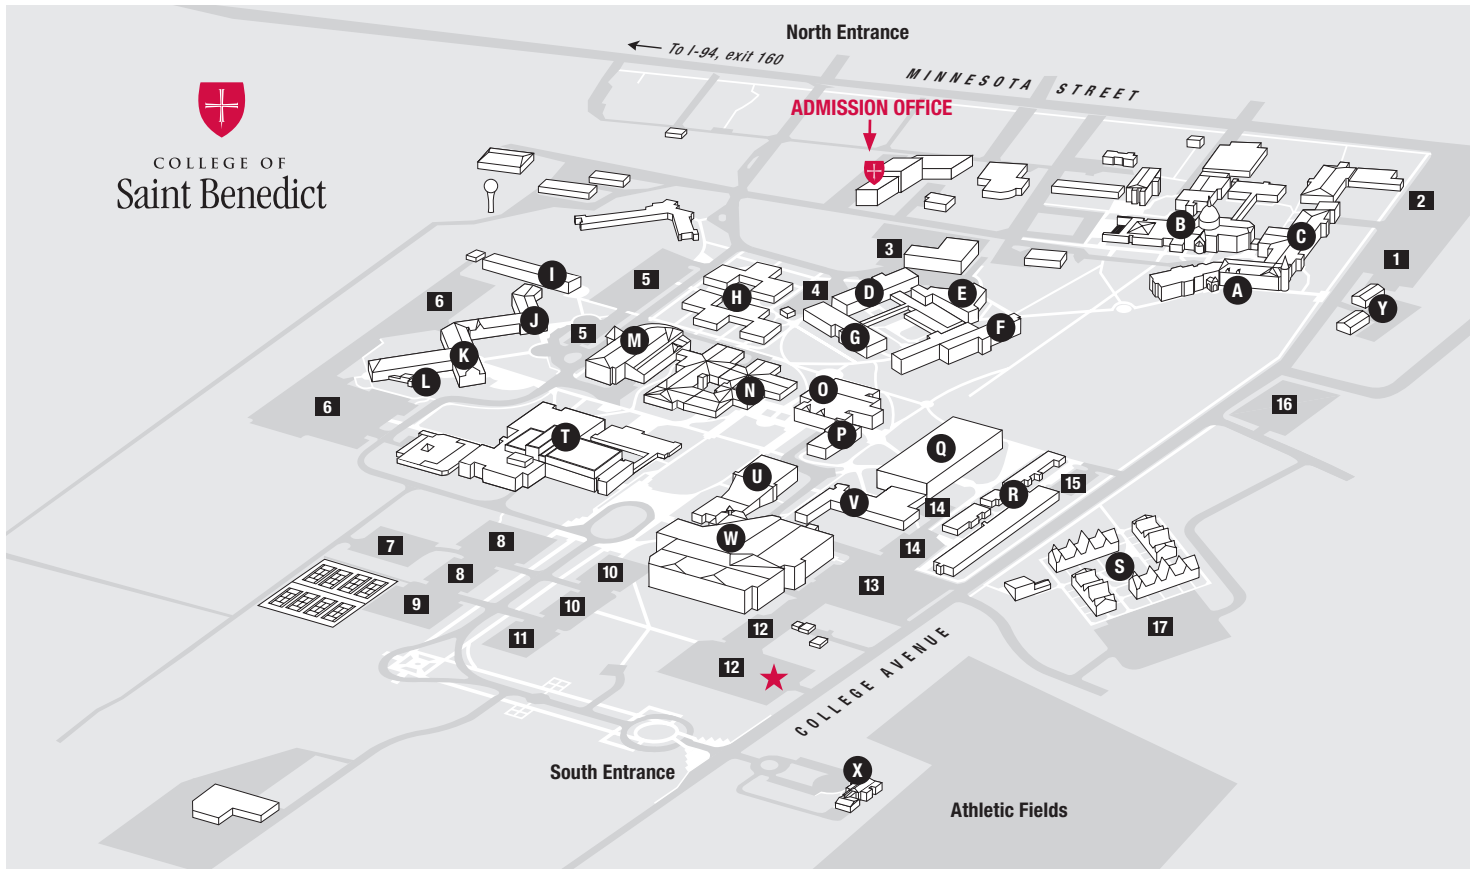 North Entrance
To I-94, exit 160
MINNESOTA STREET
ADMISSION OFFICE
COLLEGE OF
Saint Benedict
2
B
C
3
1
I
5
A
6
H
4
D
E
Y
J
5
M
G
F
K
L
N
O
6
16
T
P
Q
U
R
15
V
14
W
8
7
14
S
8
10
13
9
10
11
12
17
12
COLLEGE AVENUE
South Entrance
X
Athletic Fields